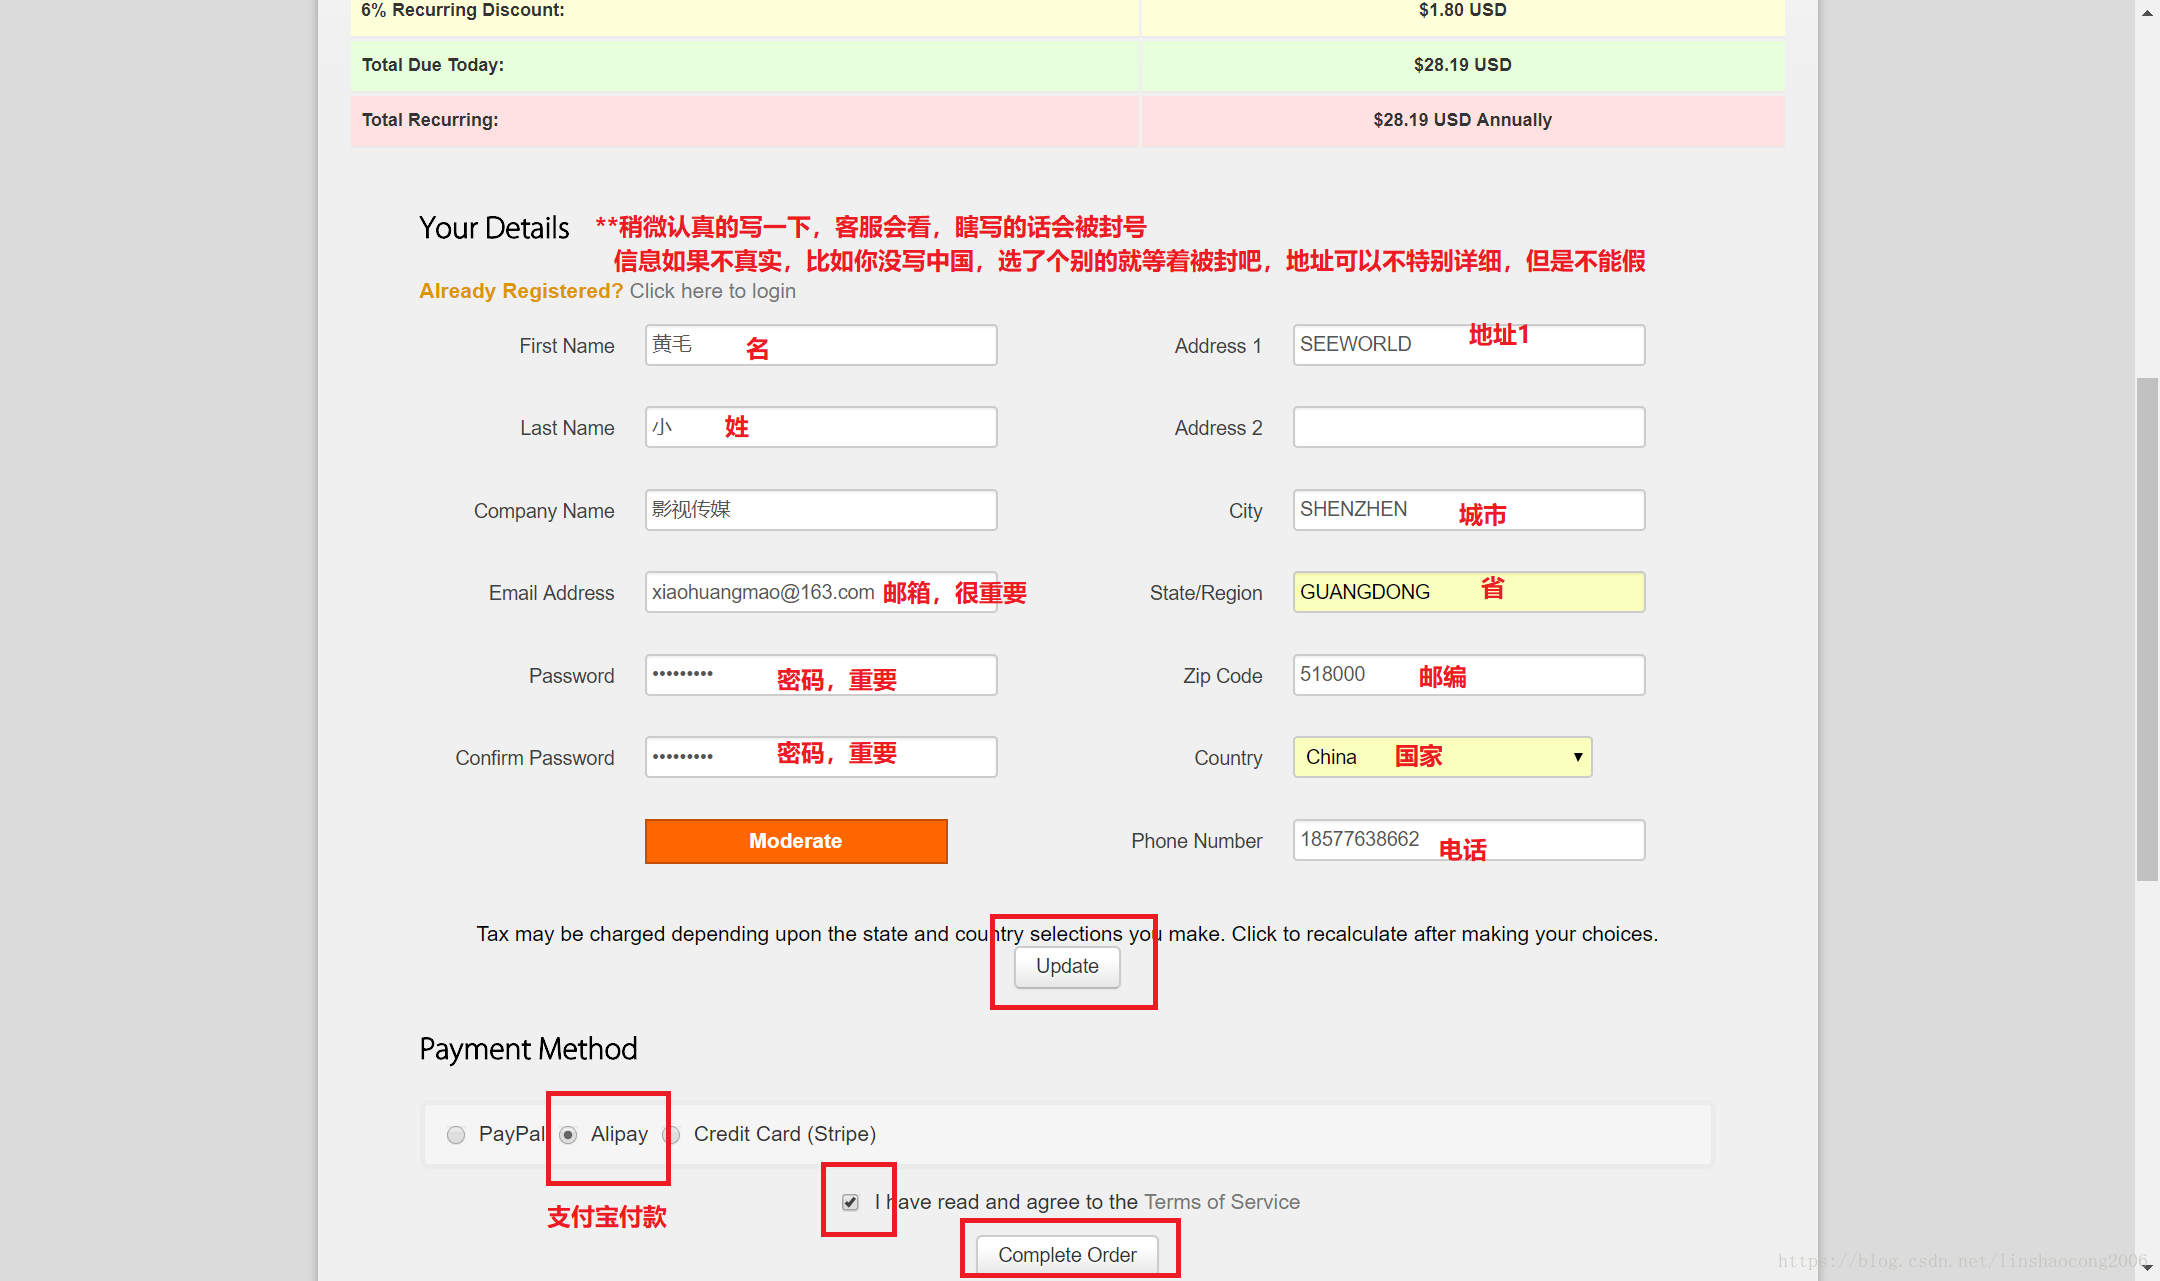 6% Recurring Discount: $1.80 USD
Total Due Today: $28.19 USD
Total Recurring: $28.19 USD Annually
Your Details **稍微认真的写一下，客服会看，瞎写的话会被封号
信息如果不真实，比如你没写中国，选了个别的就等着被封吧，地址可以不特别详细，但是不能假
Already Registered? Click here to login
First Name 黄毛 名 Address 1 SEEWORLD 地址1
Last Name 小 姓 Address 2
Company Name 影视传媒 City SHENZHEN 城市
Email Address xiaohuangmao@163.com 邮箱，很重要 State/Region GUANGDONG 省
Password ••••••••• 密码，重要 Zip Code 518000 邮编
Confirm Password ••••••••• 密码，重要 Country China 国家
Moderate Phone Number 18577638662 电话
Tax may be charged depending upon the state and country selections you make. Click to recalculate after making your choices.
Update
Payment Method
PayPal Alipay Credit Card (Stripe)
I have read and agree to the Terms of Service
支付宝付款
Complete Order
https://blog.csdn.net/linshaocong2006